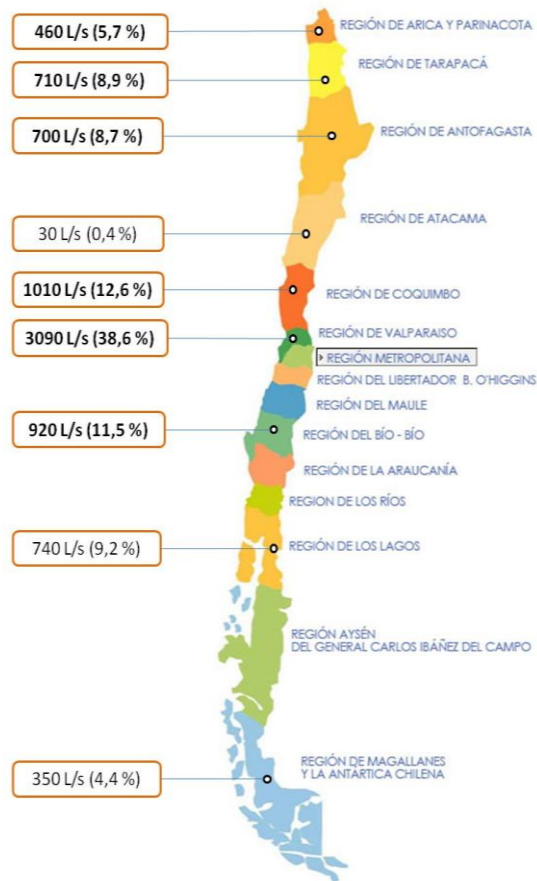 460 L/s (5,7 %)
REGIÓN DE ARICA Y PARINACOTA
710 L/s (8,9 %)
REGIÓN DE TARAPACÁ
700 L/s (8,7 %)
REGIÓN DE ANTOFAGASTA
30 L/s (0,4 %)
REGIÓN DE ATACAMA
1010 L/s (12,6 %)
REGIÓN DE COQUIMBO
3090 L/s (38,6 %)
REGIÓN DE VALPARAISO
REGIÓN METROPOLITANA
REGIÓN DEL LIBERTADOR B. O'HIGGINS
REGIÓN DEL MAULE
920 L/s (11,5 %)
REGIÓN DEL BÍO - BÍO
REGIÓN DE LA ARAUCANÍA
REGION DE LOS RÍOS
740 L/s (9,2 %)
REGIÓN DE LOS LAGOS
REGIÓN AYSÉN
DEL GENERAL CARLOS IBÁÑEZ DEL CAMPO
350 L/s (4,4 %)
REGIÓN DE MAGALLANES
Y LA ANTÁRTICA CHILENA